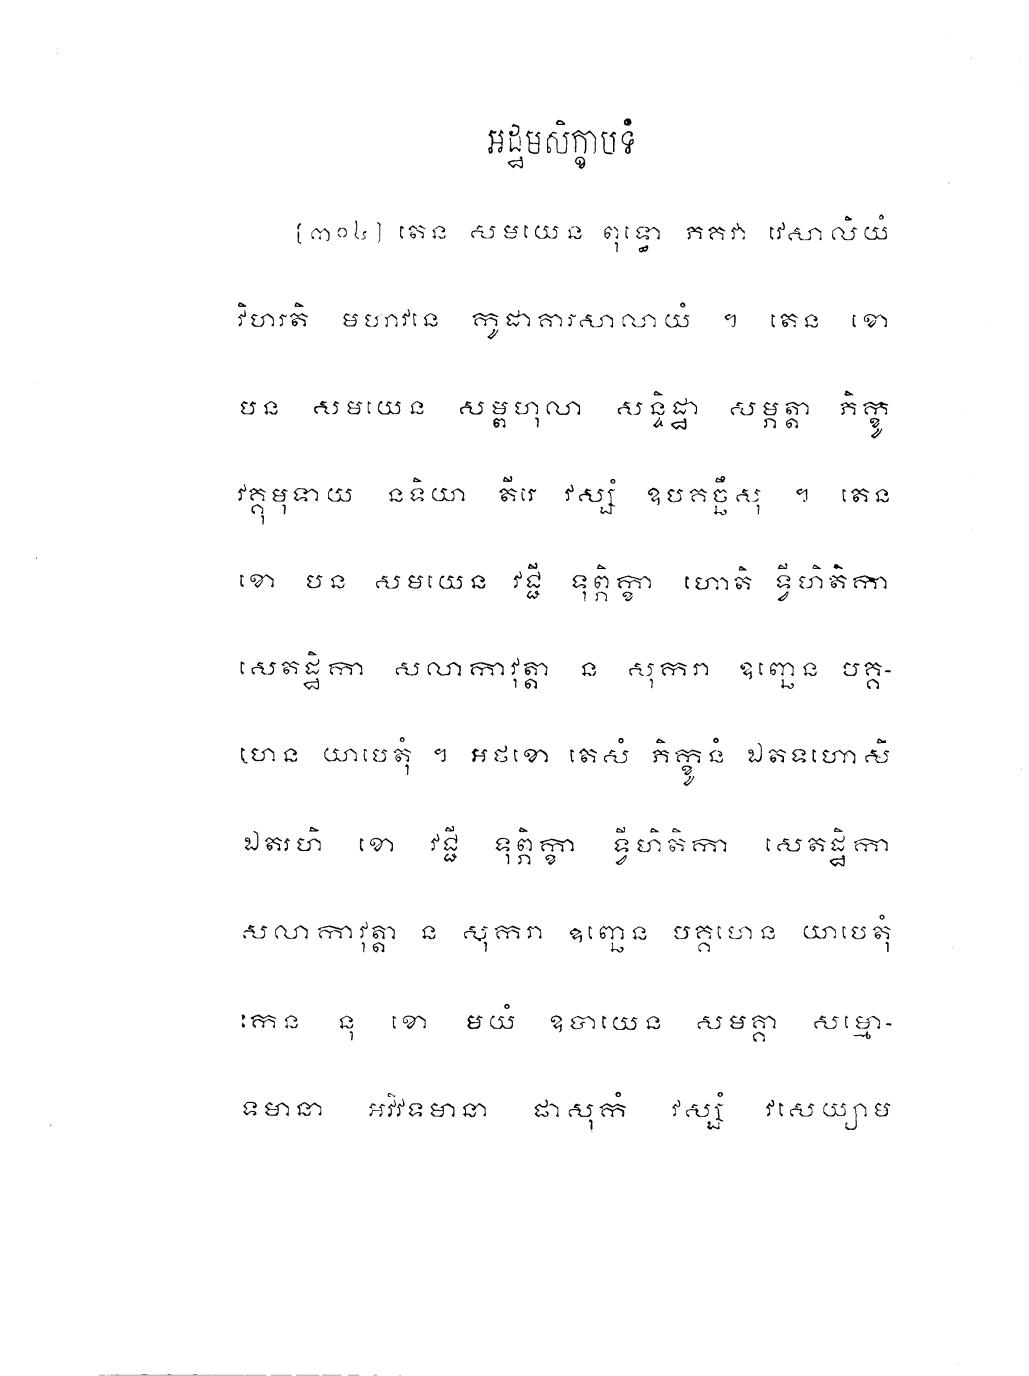 អដ្ឋមសិក្ខាបទំ
[៣០៤] តេន សមយេន ពុទ្ធោ ភគវា វេសាលិយំ
វិហរតិ មហាវនេ កូដាគារសាលាយំ ។ តេន ខោ
បន សមយេន សម្ពហុលា សន្ទិដ្ឋា សម្ភត្តា ភិក្ខូ
វគ្គុមុទាយ នទិយា តីរេ វស្សំ ឧបគច្ឆឹសុ ។ តេន
ខោ បន សមយេន វជ្ជី ទុព្ភិក្ខា ហោតិ ទ្វីហិតិកា
សេតដ្ឋិកា សលាកាវុត្តា ន សុករា ឧញ្ឆេន បគ្គ-
ហេន យាបេតុំ ។ អថខោ តេសំ ភិក្ខូនំ ឯតទហោសិ
ឯតរហិ ខោ វជ្ជី ទុព្ភិក្ខា ទ្វីហិតិកា សេតដ្ឋិកា
សលាកាវុត្តា ន សុករា ឧញ្ឆេន បគ្គហេន យាបេតុំ
កេន នុ ខោ មយំ ឧបាយេន សមគ្គា សម្មោ-
ទមានា អវិវទមានា ផាសុកំ វស្សំ វសេយ្យាម